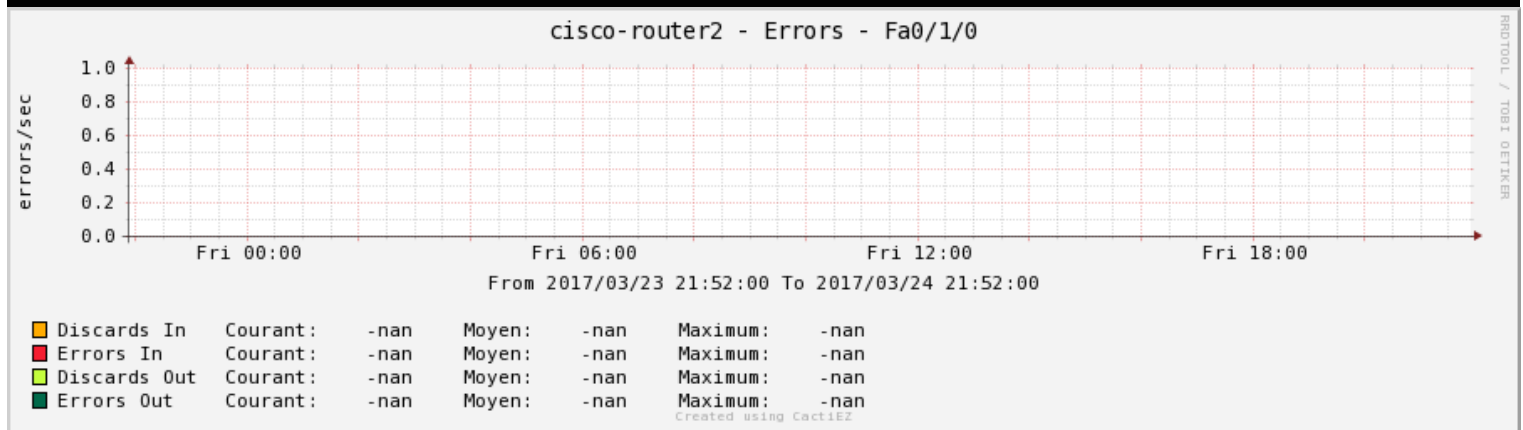 cisco-router2 - Errors - Fa0/1/0
RRDTOOL / TOBI OETIKER
errors/sec
1.0
0.8
0.6
0.4
0.2
0.0
Fri 00:00 Fri 06:00 Fri 12:00 Fri 18:00
From 2017/03/23 21:52:00 To 2017/03/24 21:52:00
Discards In Courant: -nan Moyen: -nan Maximum: -nan
Errors In Courant: -nan Moyen: -nan Maximum: -nan
Discards Out Courant: -nan Moyen: -nan Maximum: -nan
Errors Out Courant: -nan Moyen: -nan Maximum: -nan
Created using CactiEZ